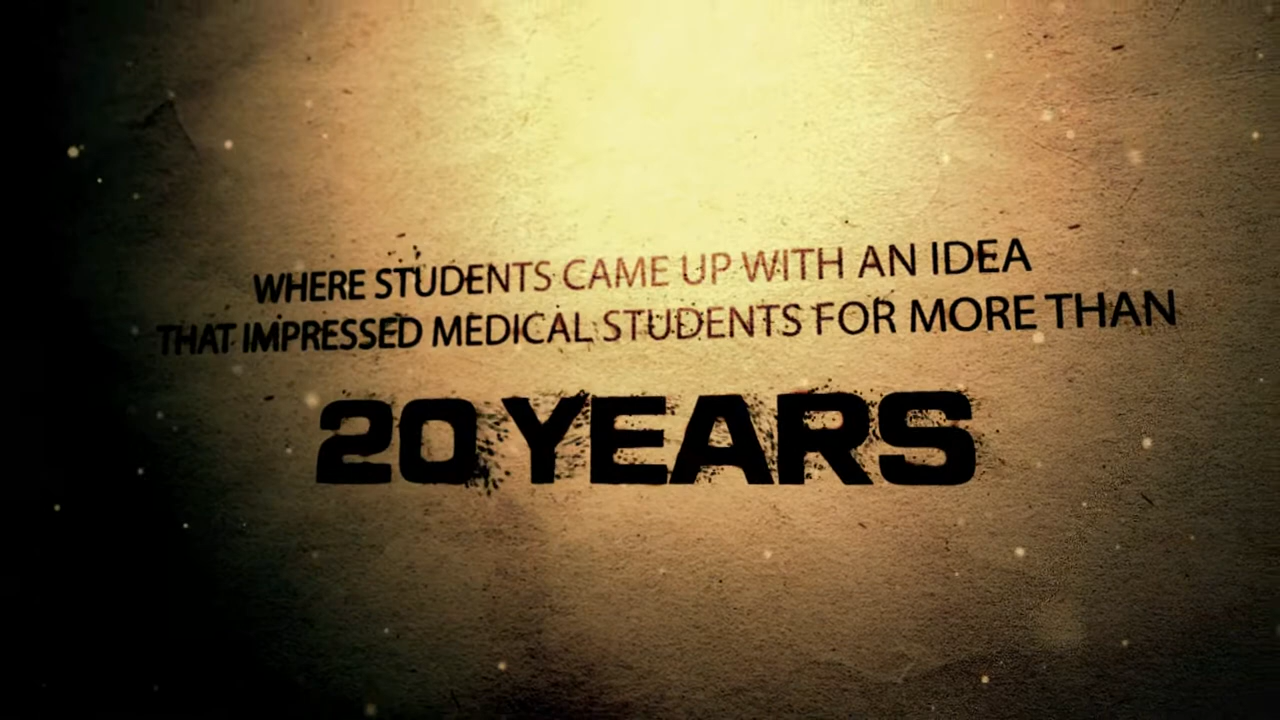 WHERE STUDENTS CAME UP WITH AN IDEA
THAT IMPRESSED MEDICAL STUDENTS FOR MORE THAN
20 YEARS